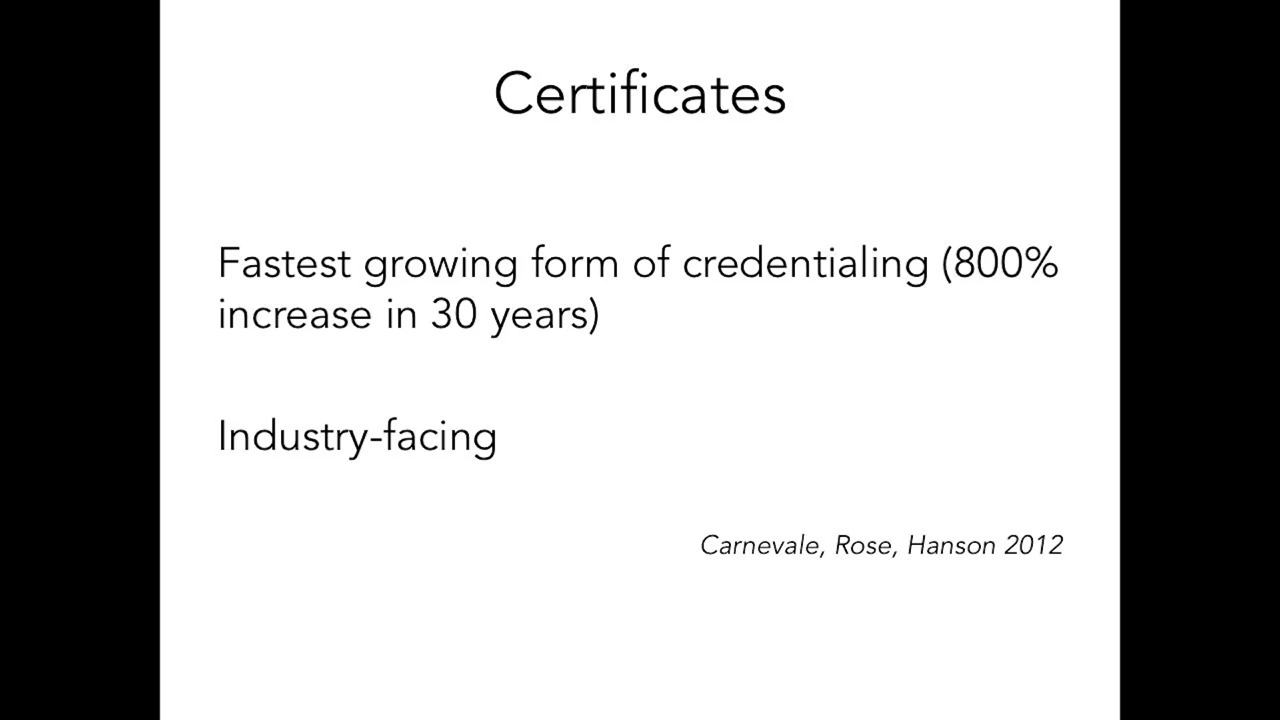 Certificates
Fastest growing form of credentialing (800%
increase in 30 years)
Industry-facing
Carnevale, Rose, Hanson 2012